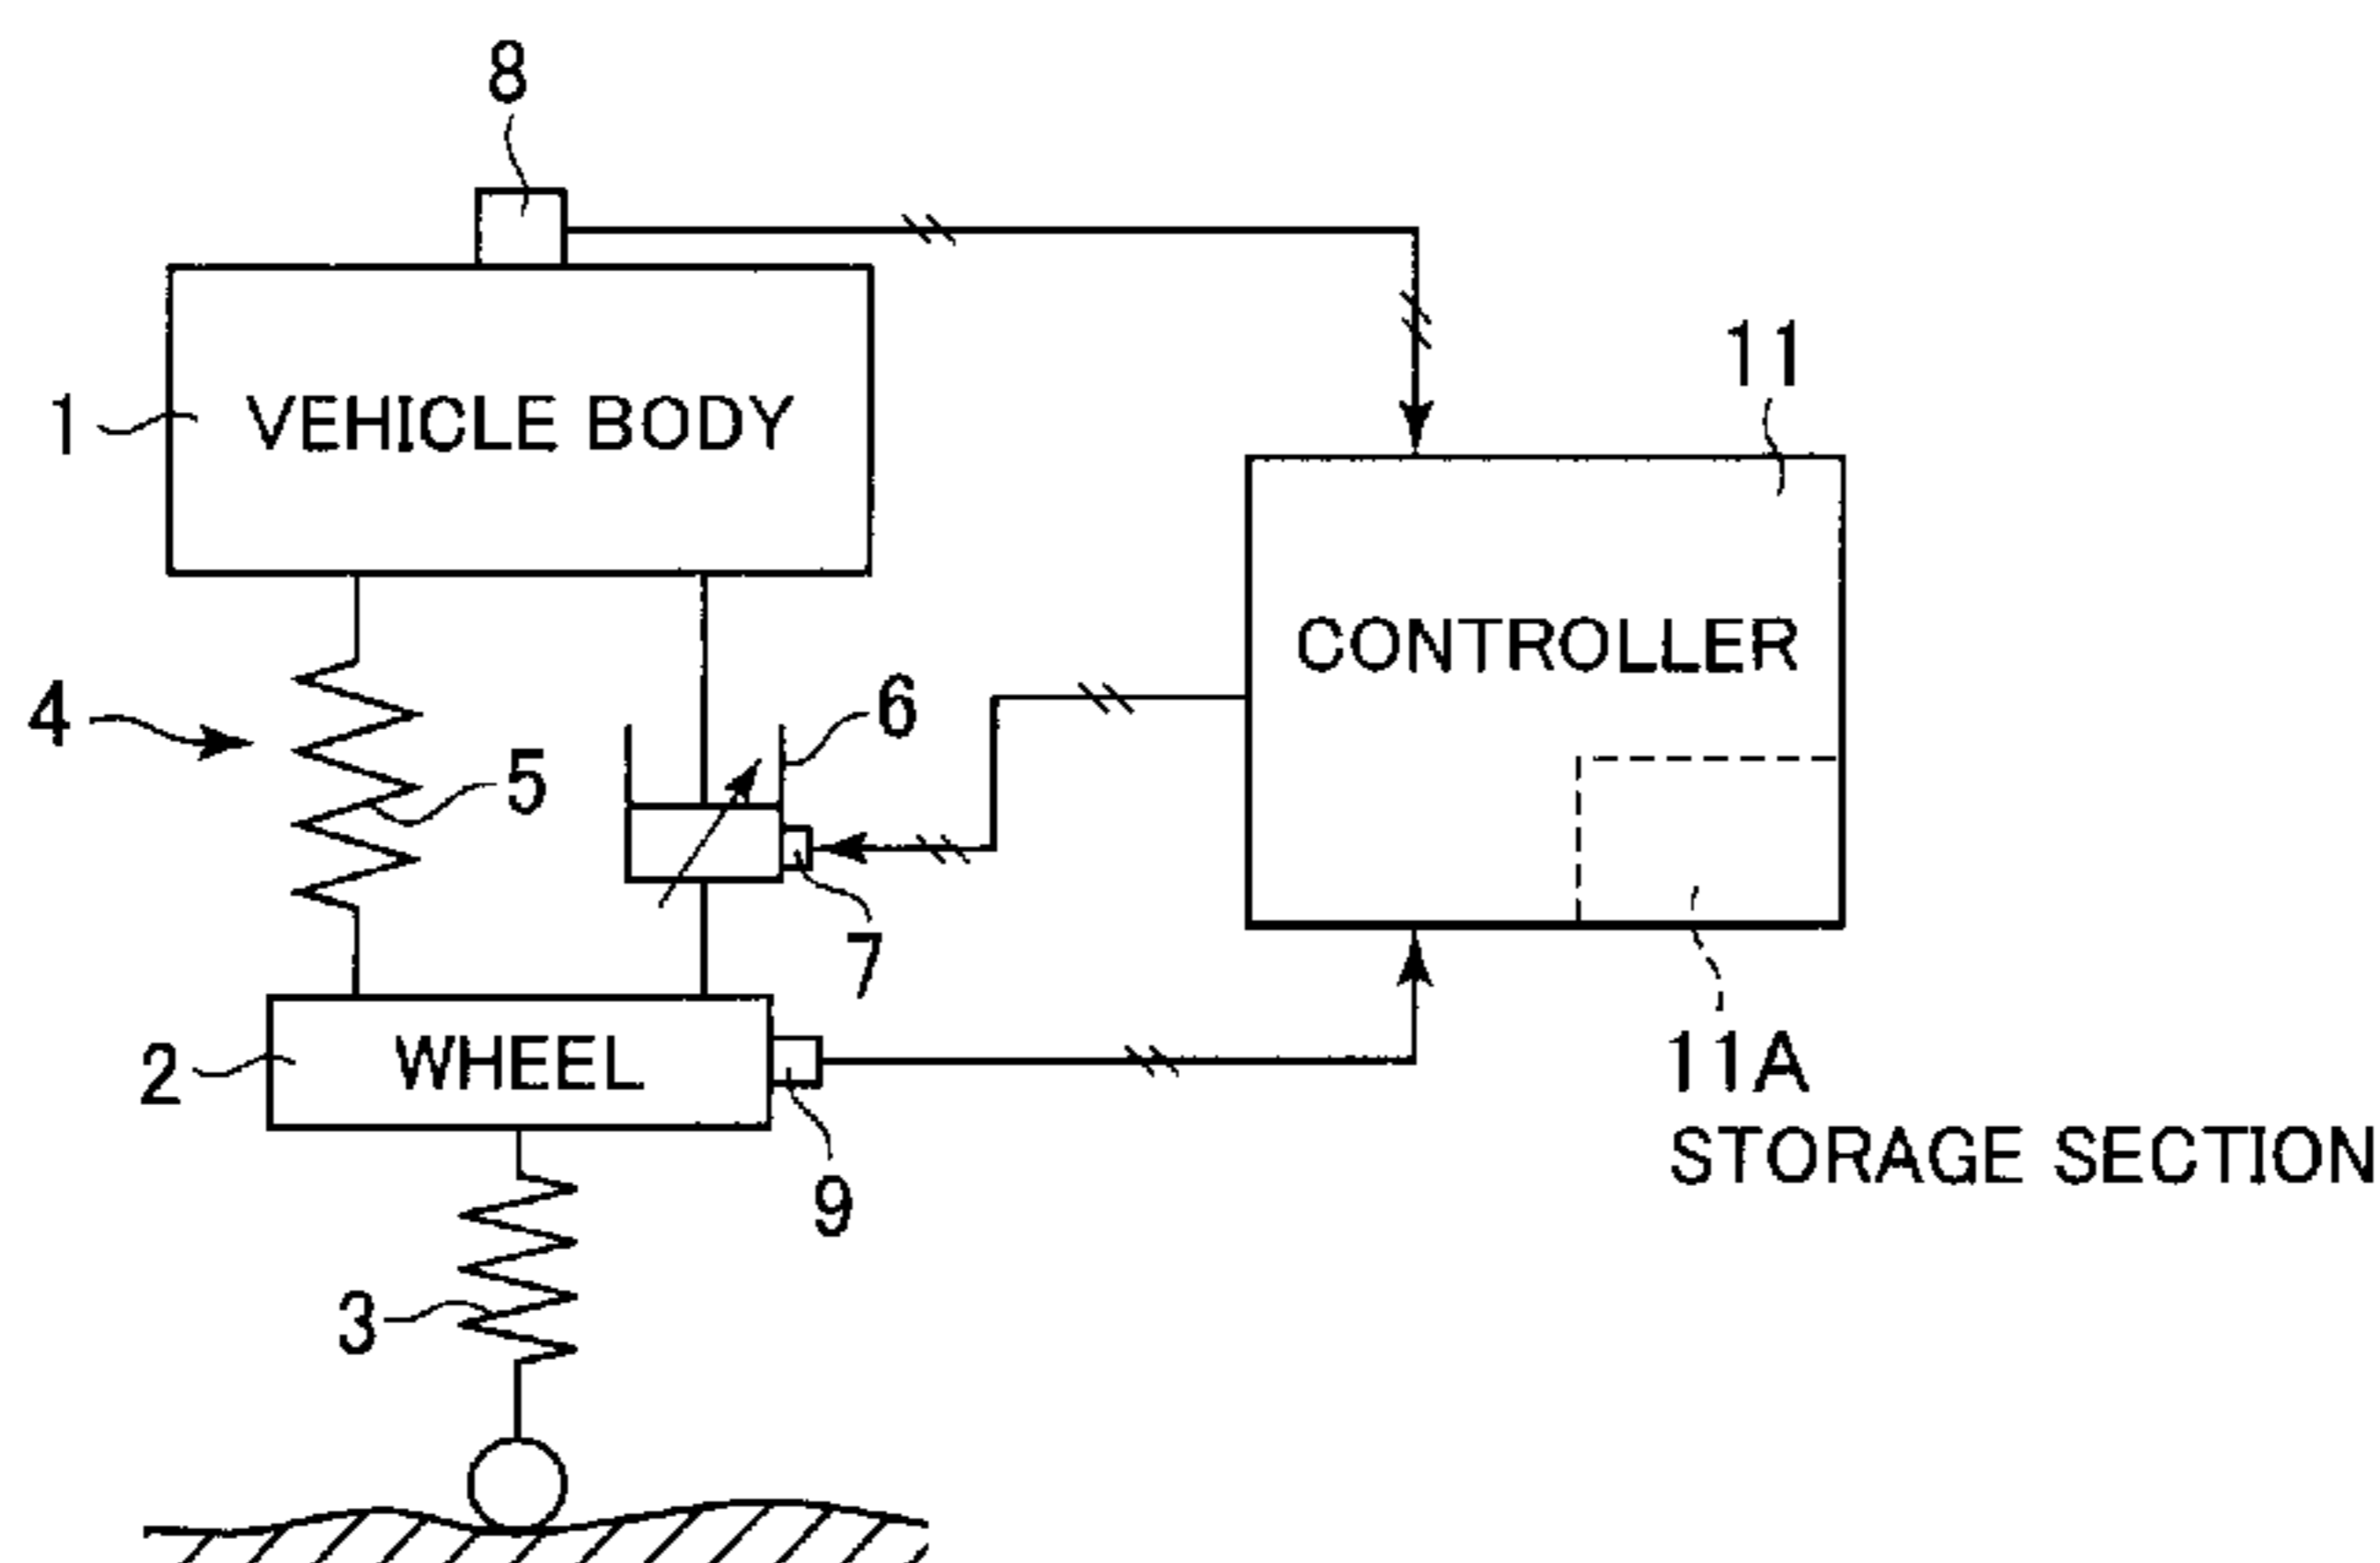 8
11
1
VEHICLE BODY
CONTROLLER
4
6
5
7
2
WHEEL
11A
STORAGE SECTION
9
3